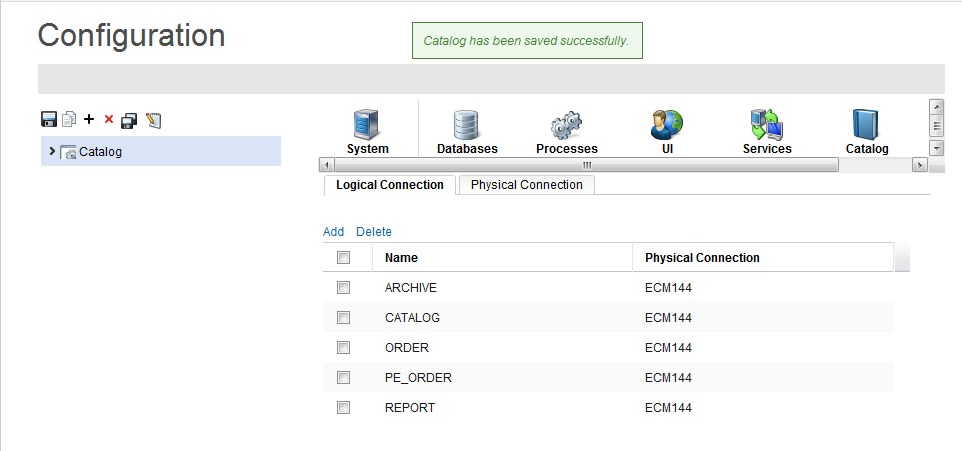 Configuration
Catalog has been saved successfully.
Catalog
System Databases Processes UI Services Catalog
Logical Connection Physical Connection
Add Delete
Name Physical Connection
ARCHIVE ECM144
CATALOG ECM144
ORDER ECM144
PE_ORDER ECM144
REPORT ECM144